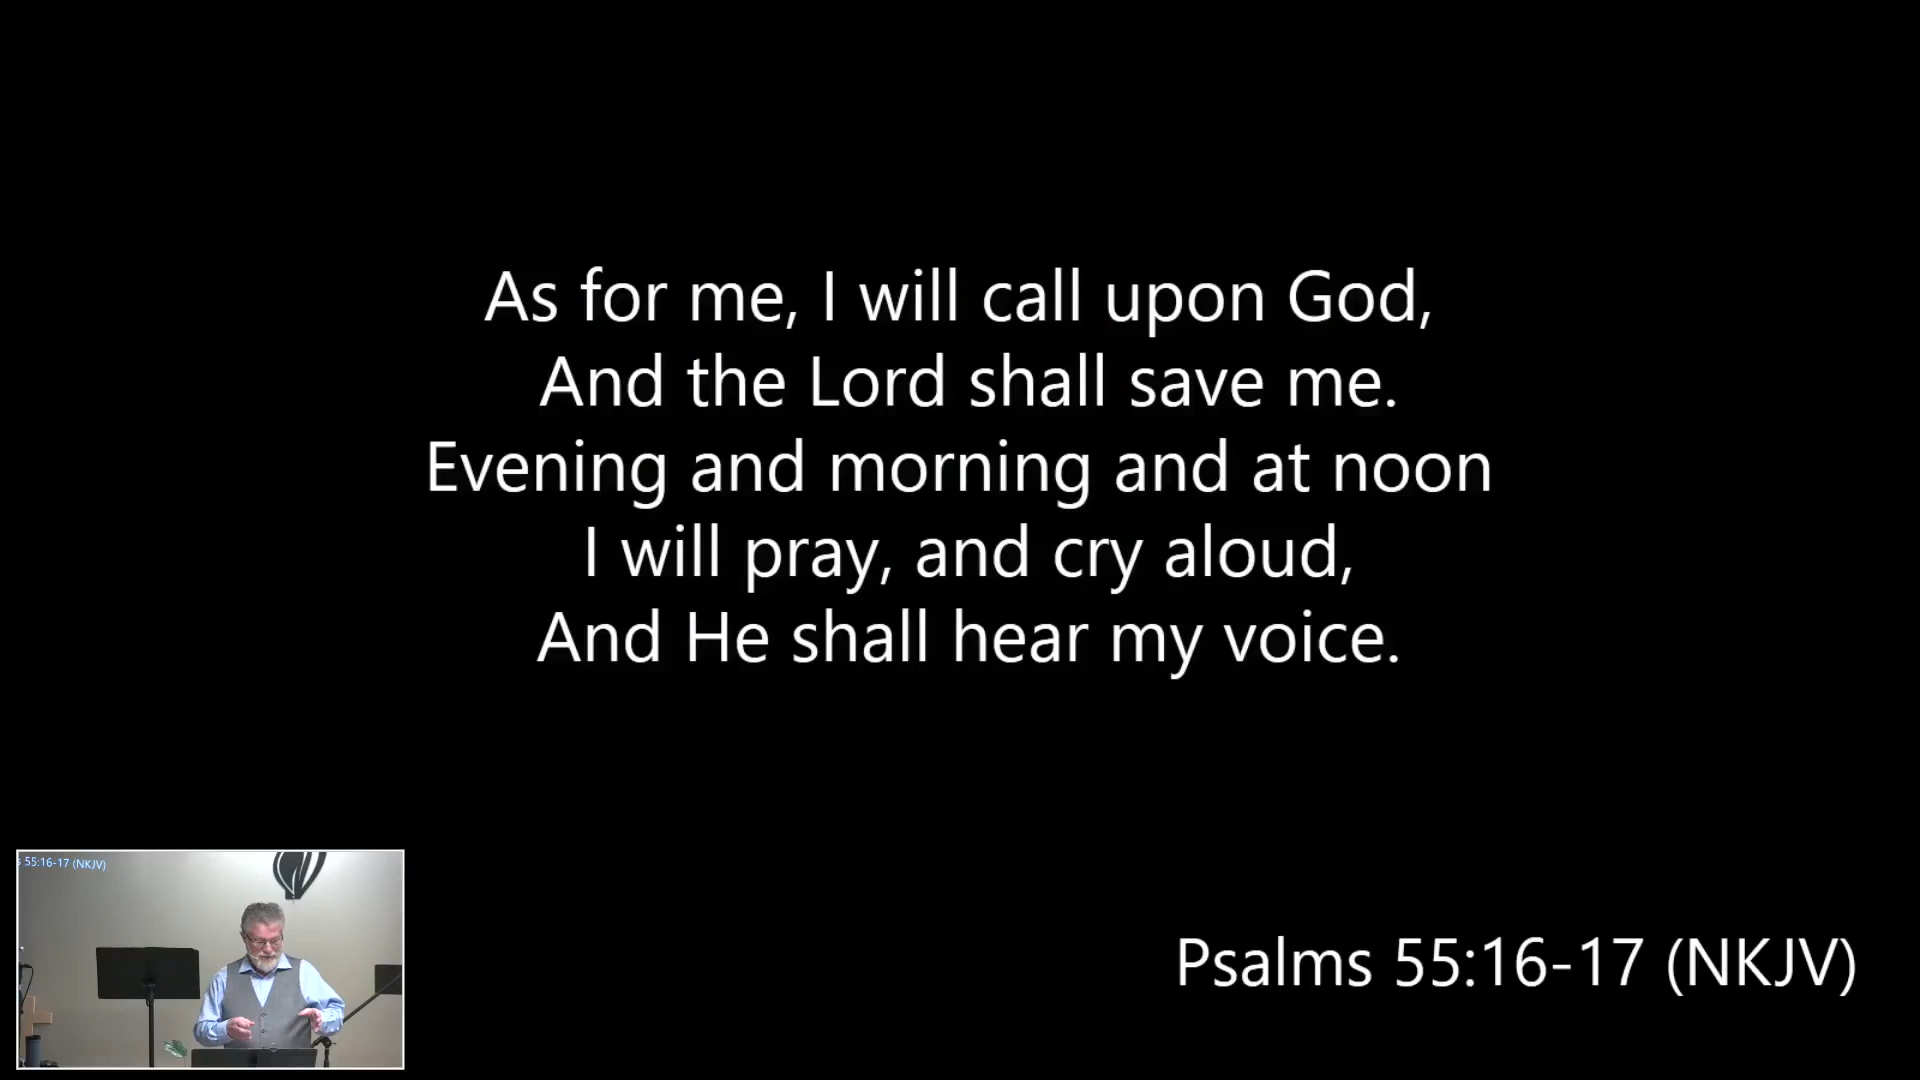 As for me, I will call upon God,
And the Lord shall save me.
Evening and morning and at noon
I will pray, and cry aloud,
And He shall hear my voice.
Psalms 55:16-17 (NKJV)
55:16-17 (NKJV)